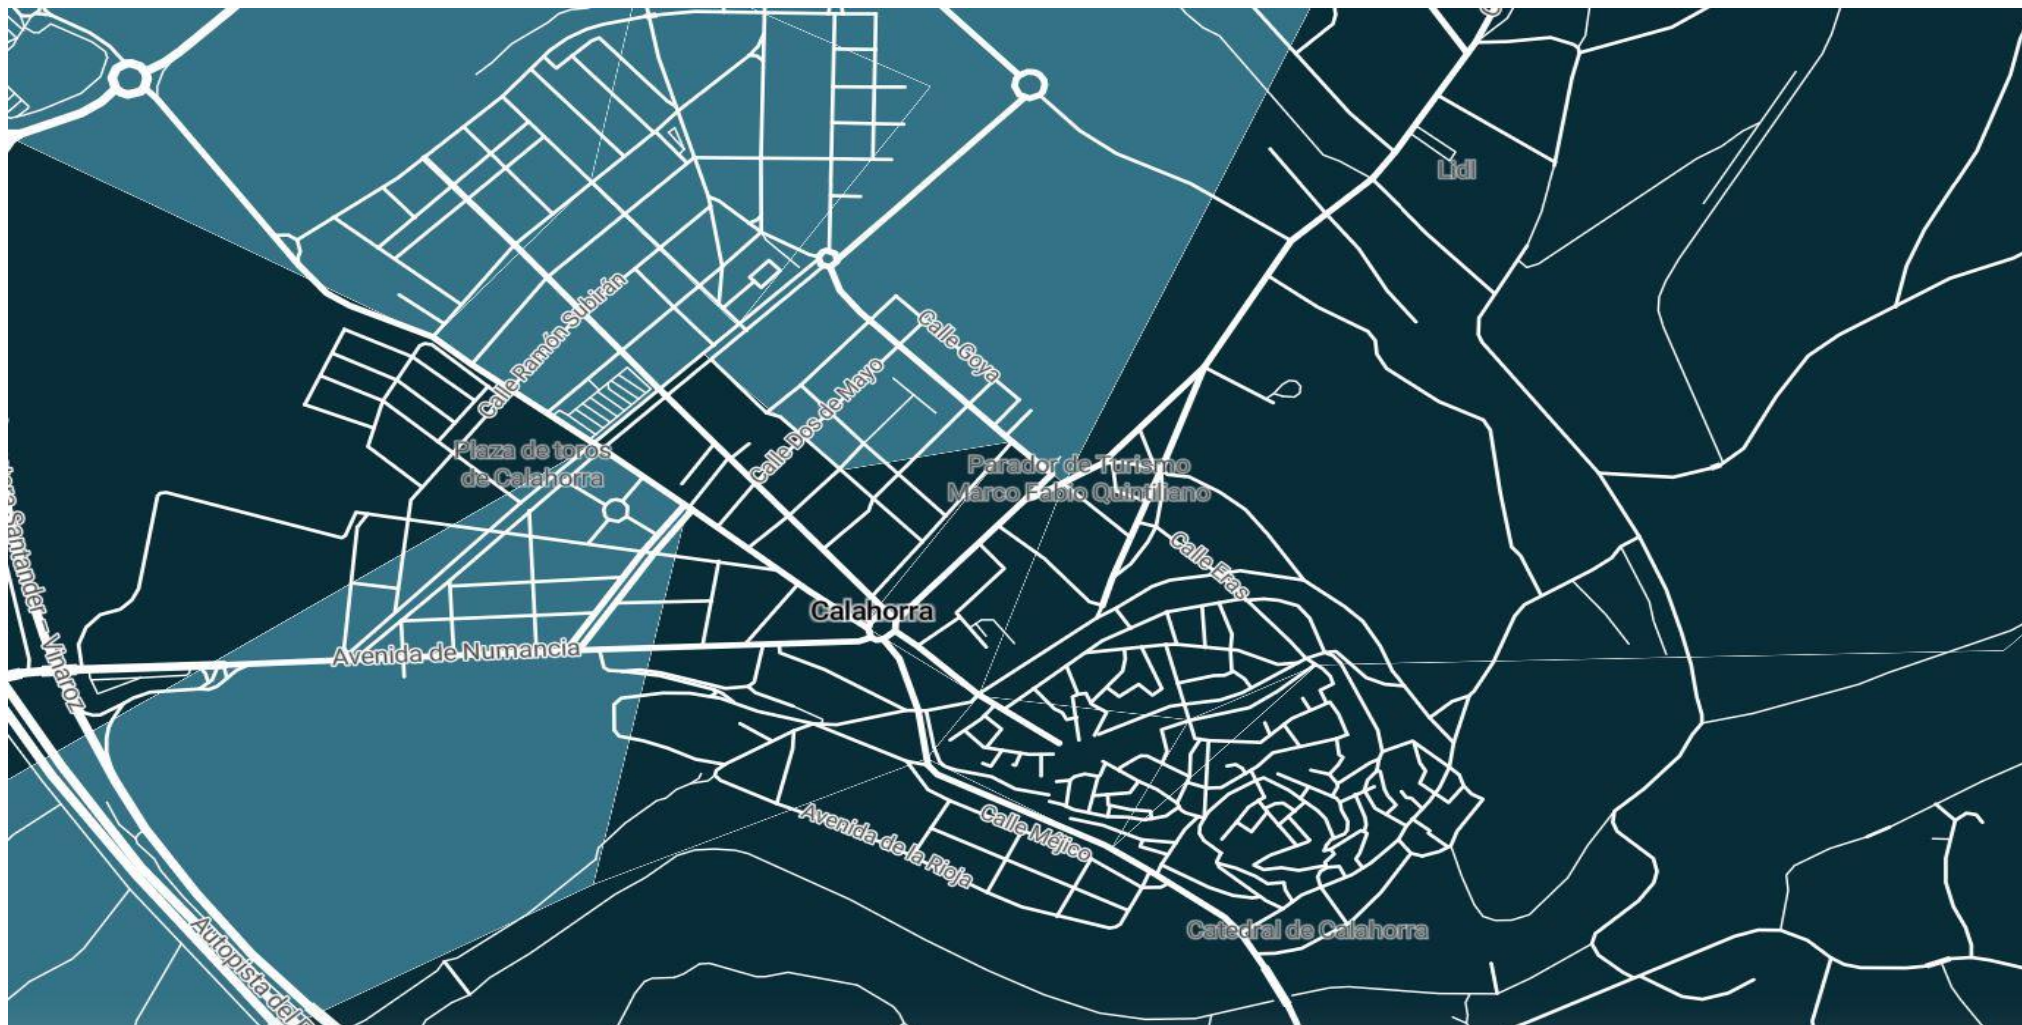 Lidl
Calle Ramón Subirán
Calle Goya
Calle Dos de Mayo
Plaza de toros
de Calahorra
Parador de Turismo
Marco Fabio Quintiliano
Calle Eras
Calahorra
Santander – Vinaroz
Avenida de Numancia
Avenida de la Rioja
Calle Méjico
Autopista del
Catedral de Calahorra